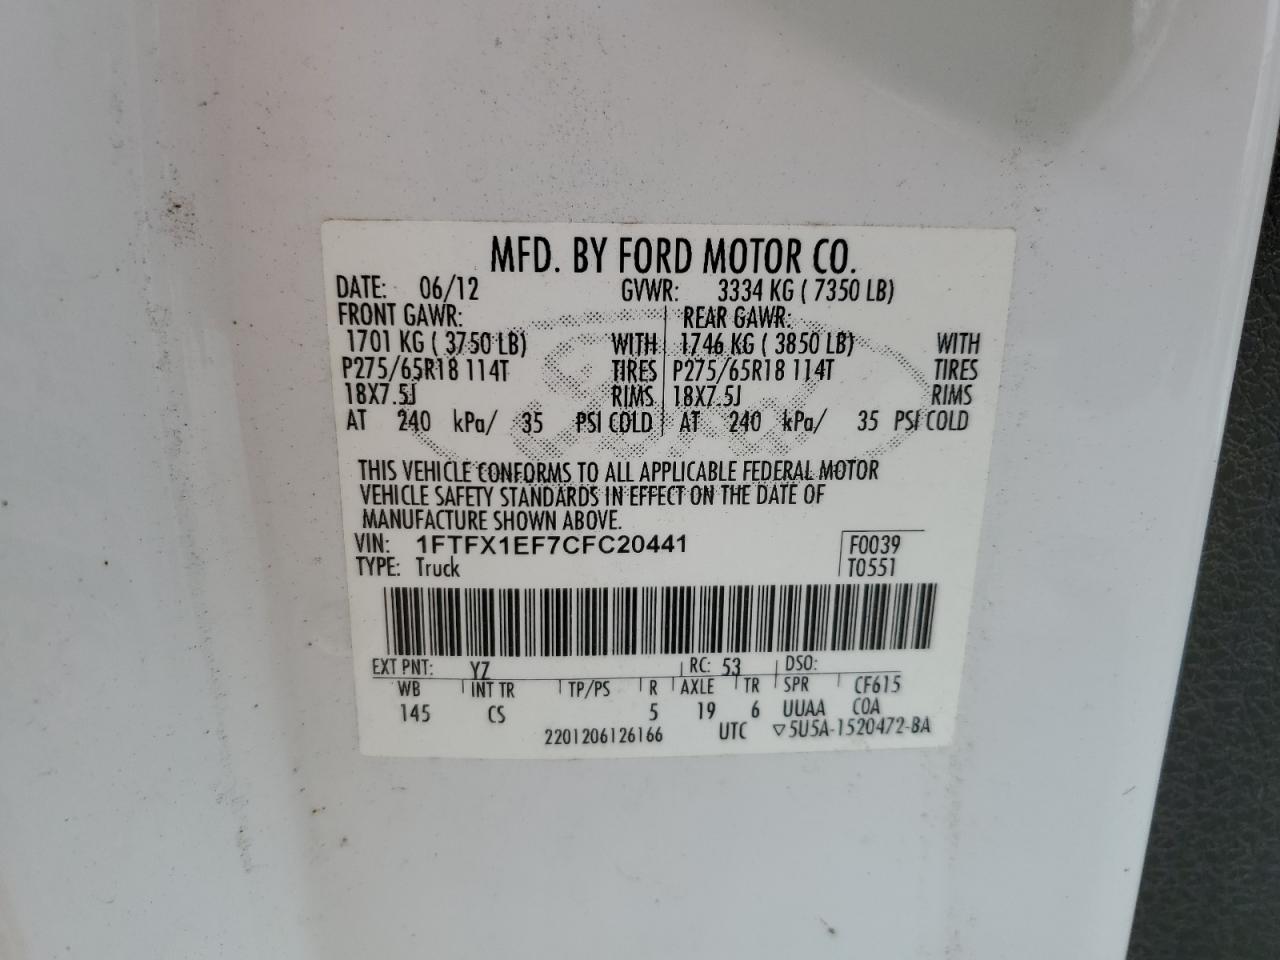 MFD. BY FORD MOTOR CO.
DATE: 06/12 GVWR: 3334 KG ( 7350 LB)
FRONT GAWR: REAR GAWR:
1701 KG ( 3750 LB) WITH 1746 KG ( 3850 LB) WITH
P275/65R18 114T TIRES P275/65R18 114T TIRES
18X7.5J RIMS 18X7.5J RIMS
AT 240 kPa/ 35 PSI COLD AT 240 kPa/ 35 PSI COLD
THIS VEHICLE CONFORMS TO ALL APPLICABLE FEDERAL MOTOR
VEHICLE SAFETY STANDARDS IN EFFECT ON THE DATE OF
MANUFACTURE SHOWN ABOVE.
VIN: 1FTFX1EF7CFC20441 F0039
TYPE: Truck T0551
EXT PNT: YZ RC: 53 DSO:
WB INT TR TP/PS R AXLE TR SPR CF615
145 CS 5 19 6 UUAA COA
2201206126166 UTC ▽5U5A-1520472-BA